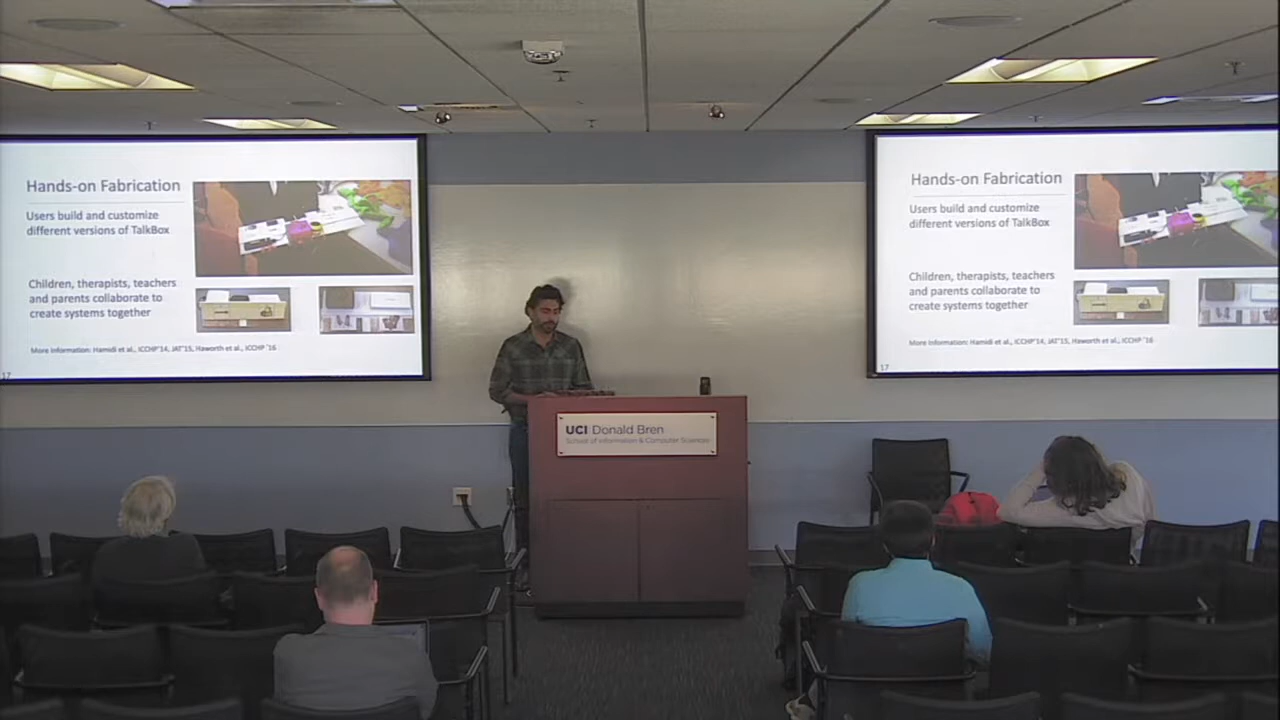 Hands-on Fabrication
Users build and customize
different versions of TalkBox
Children, therapists, teachers
and parents collaborate to
create systems together
More Information: Hamidi et al., ICCHP'14, JAT'15, Haworth et al., ICCHP '16
17
UCI Donald Bren
School of Information & Computer Sciences
Hands-on Fabrication
Users build and customize
different versions of TalkBox
Children, therapists, teachers
and parents collaborate to
create systems together
More Information: Hamidi et al., ICCHP'14, JAT'15, Haworth et al., ICCHP '16
17